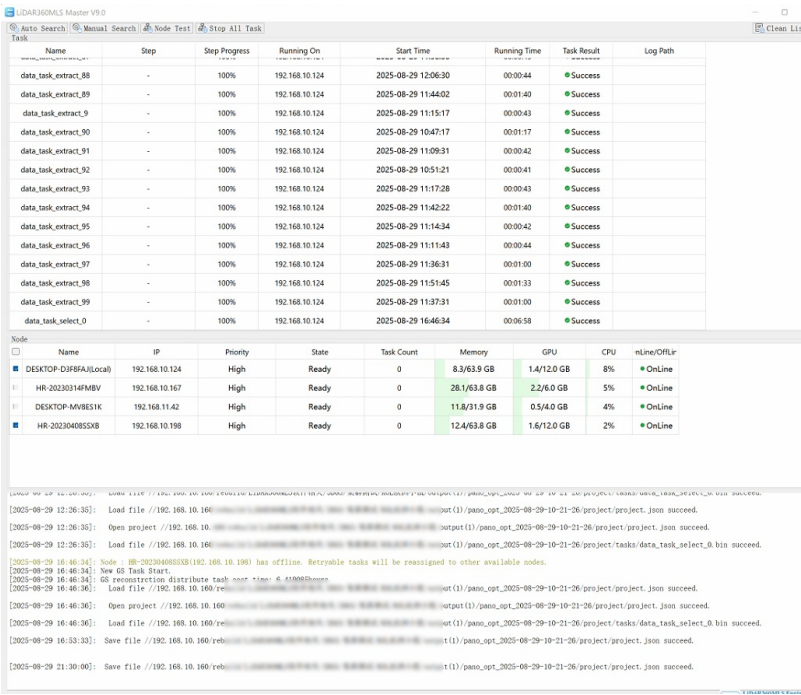 LiDAR360MLS Master V9.0
Auto Search Manual Search Node Test Stop All Task Clean Lis
Task
Name Step Step Progress Running On Start Time Running Time Task Result Log Path
data_task_extract_88 - 100% 192.168.10.124 2025-08-29 12:06:30 00:00:44 Success
data_task_extract_89 - 100% 192.168.10.124 2025-08-29 11:44:02 00:01:40 Success
data_task_extract_9 - 100% 192.168.10.124 2025-08-29 11:15:17 00:00:43 Success
data_task_extract_90 - 100% 192.168.10.124 2025-08-29 10:47:17 00:01:17 Success
data_task_extract_91 - 100% 192.168.10.124 2025-08-29 11:09:31 00:00:42 Success
data_task_extract_92 - 100% 192.168.10.124 2025-08-29 10:51:21 00:00:41 Success
data_task_extract_93 - 100% 192.168.10.124 2025-08-29 11:17:28 00:00:43 Success
data_task_extract_94 - 100% 192.168.10.124 2025-08-29 11:42:22 00:01:40 Success
data_task_extract_95 - 100% 192.168.10.124 2025-08-29 11:14:34 00:00:42 Success
data_task_extract_96 - 100% 192.168.10.124 2025-08-29 11:11:43 00:00:44 Success
data_task_extract_97 - 100% 192.168.10.124 2025-08-29 11:36:31 00:01:00 Success
data_task_extract_98 - 100% 192.168.10.124 2025-08-29 11:51:45 00:01:33 Success
data_task_extract_99 - 100% 192.168.10.124 2025-08-29 11:37:31 00:01:00 Success
data_task_select_0 - 100% 192.168.10.124 2025-08-29 16:46:34 00:06:58 Success
Node
Name IP Priority State Task Count Memory GPU CPU nLine/OffLir
DESKTOP-D3F8FAJ(Local) 192.168.10.124 High Ready 0 8.3/63.9 GB 1.4/12.0 GB 8% OnLine
HR-20230314FMBV 192.168.10.167 High Ready 0 28.1/63.8 GB 2.2/6.0 GB 5% OnLine
DESKTOP-MV8ES1K 192.168.11.42 High Ready 0 11.8/31.9 GB 0.5/4.0 GB 4% OnLine
HR-20230408SSXB 192.168.10.198 High Ready 0 12.4/63.8 GB 1.6/12.0 GB 2% OnLine
[2025-08-29 12:26:35]: Load file //192.168.10.160 put(1)/pano_opt_2025-08-29-10-21-26/project/project.json succeed.
[2025-08-29 12:26:35]: Open project //192.168.10. output(1)/pano_opt_2025-08-29-10-21-26/project/project.json succeed.
[2025-08-29 12:26:35]: Load file //192.168.10.160 put(1)/pano_opt_2025-08-29-10-21-26/project/tasks/data_task_select_0.bin succeed.
[2025-08-29 16:46:34]: Node : HR-20230408SSXB(192.168.10.198) has offline. Retryable tasks will be reassigned to other available nodes.
[2025-08-29 16:46:34]: New GS Task Start.
[2025-08-29 16:46:34]: GS reconstrction distribute task cost time:
[2025-08-29 16:46:36]: Load file //192.168.10.160/re put(1)/pano_opt_2025-08-29-10-21-26/project/project.json succeed.
[2025-08-29 16:46:36]: Open project //192.168.10.160 utput(1)/pano_opt_2025-08-29-10-21-26/project/project.json succeed.
[2025-08-29 16:46:36]: Load file //192.168.10.160/re put(1)/pano_opt_2025-08-29-10-21-26/project/tasks/data_task_select_0.bin succeed.
[2025-08-29 16:53:33]: Save file //192.168.10.160/reb t(1)/pano_opt_2025-08-29-10-21-26/project/project.json succeed.
[2025-08-29 21:30:00]: Save file //192.168.10.160/reb t(1)/pano_opt_2025-08-29-10-21-26/project/project.json succeed.